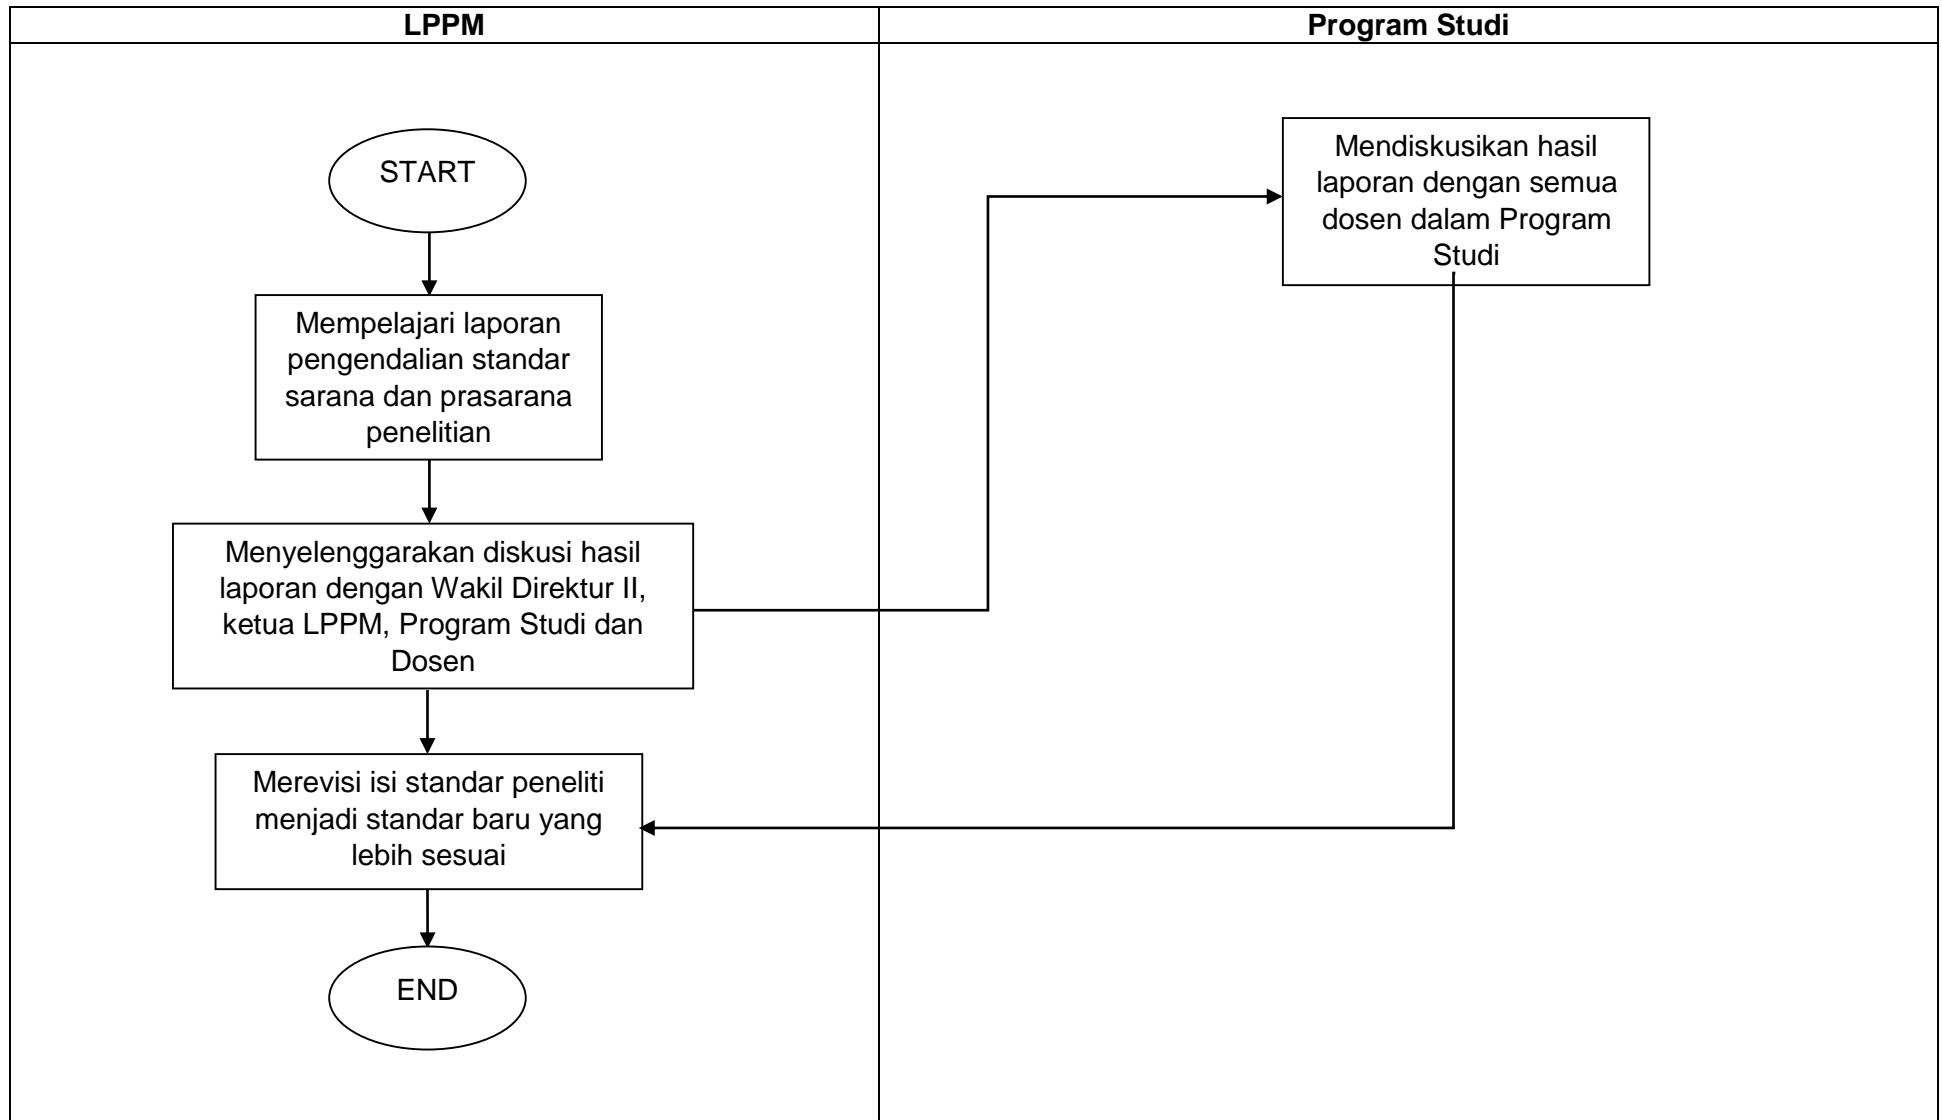 LPPM
Program Studi
START
Mempelajari laporan
pengendalian standar
sarana dan prasarana
penelitian
Menyelenggarakan diskusi hasil
laporan dengan Wakil Direktur II,
ketua LPPM, Program Studi dan
Dosen
Merevisi isi standar peneliti
menjadi standar baru yang
lebih sesuai
END
Mendiskusikan hasil
laporan dengan semua
dosen dalam Program
Studi